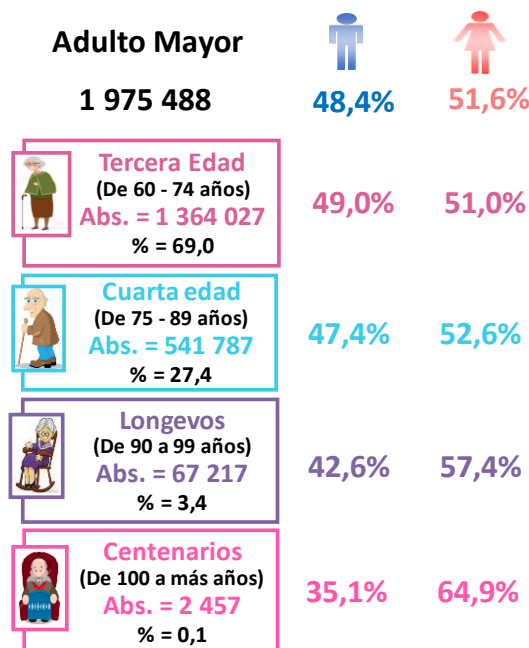 Adulto Mayor
1 975 488
48,4%
51,6%
Tercera Edad
(De 60 - 74 años)
Abs. = 1 364 027
% = 69,0
49,0%
51,0%
Cuarta edad
(De 75 - 89 años)
Abs. = 541 787
% = 27,4
47,4%
52,6%
Longevos
(De 90 a 99 años)
Abs. = 67 217
% = 3,4
42,6%
57,4%
Centenarios
(De 100 a más años)
Abs. = 2 457
% = 0,1
35,1%
64,9%